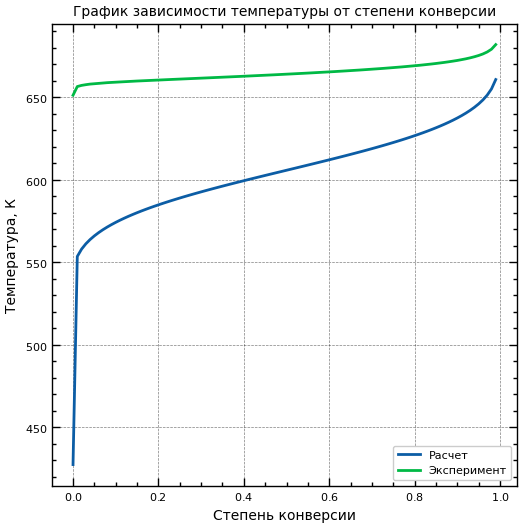 График зависимости температуры от степени конверсии
Температура, K
650
600
550
500
450
0.0 0.2 0.4 0.6 0.8 1.0
Степень конверсии
Расчет
Эксперимент